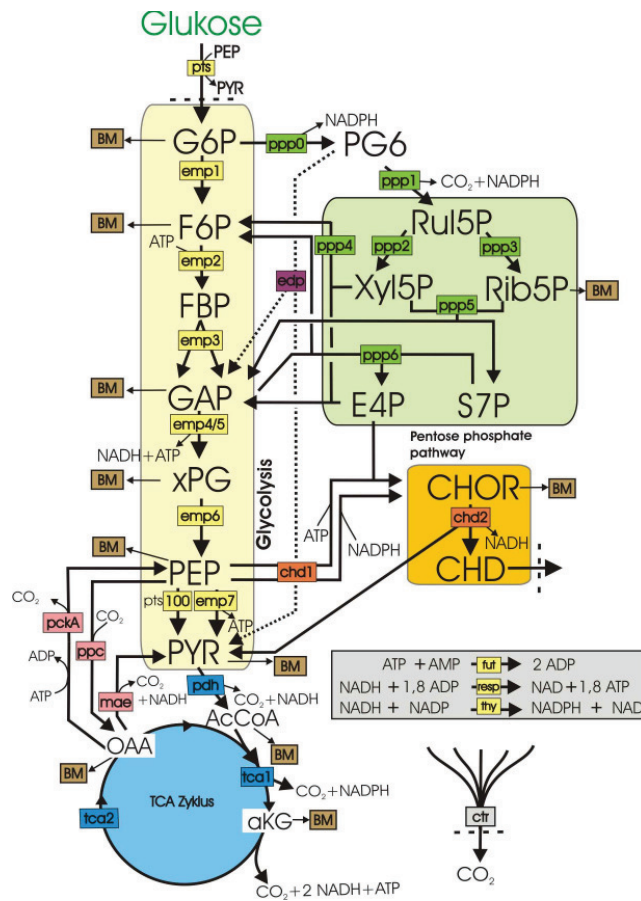 Glukose
PEP
pts
PYR
NADPH
BM
G6P
ppp0
PG6
emp1
ppp1
CO2+NADPH
BM
F6P
ppp4
Rul5P
ATP
emp2
ppp2
ppp3
edp
Xyl5P
Rib5P
BM
FBP
ppp5
emp3
ppp6
BM
GAP
E4P
S7P
emp4/5
NADH+ATP
Pentose phosphate
pathway
BM
xPG
Glycolysis
CHOR
BM
emp6
ATP
NADPH
chd2
NADH
BM
PEP
chd1
CHD
CO2
pts
100
emp7
pckA
CO2
ATP
ppc
PYR
BM
ADP
CO2
+NADH
pdh
CO2+NADH
ATP
mae
AcCoA
OAA
BM
BM
tca1
CO2+NADPH
TCA Zyklus
tca2
aKG
BM
CO2+2 NADH+ATP
ATP +AMP
fut
2 ADP
NADH +1,8 ADP
resp
NAD+1,8 ATP
NADH + NADP
thy
NADPH + NAD
ctr
CO2